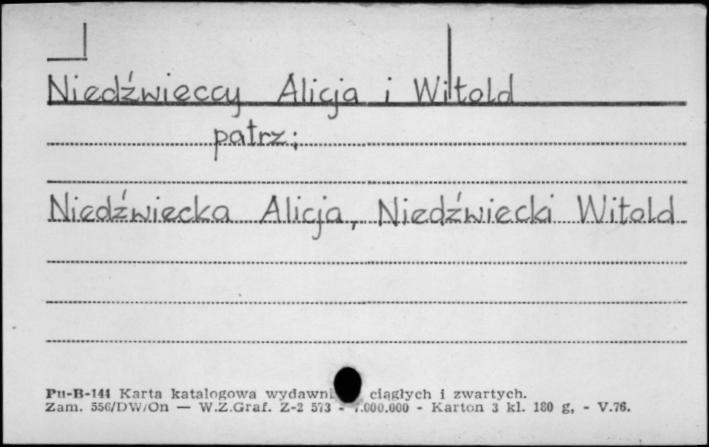 Niedźwieccy Alicja i Witold
patrz:
Niedźwiecka Alicja, Niedźwiecki Witold
Pu-B-144 Karta katalogowa ciągłych i zwartych.
Zam. 556/DW/On — W.Z.Graf. Z-2 573 - .000.000 - Karton 3 kl. 180 g, - V.76.